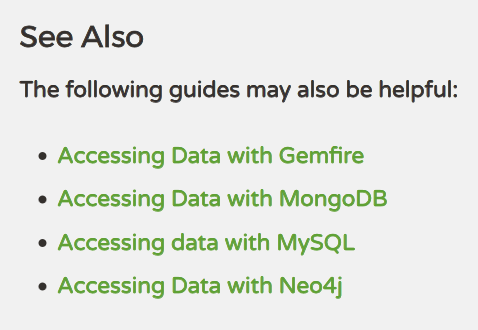 See Also
The following guides may also be helpful:
Accessing Data with Gemfire
Accessing Data with MongoDB
Accessing data with MySQL
Accessing Data with Neo4j